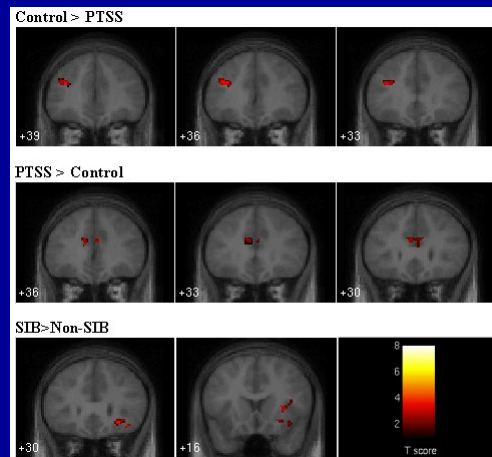 Control > PTSS
+39 +36 +33
PTSS > Control
+36 +33 +30
SIB>Non-SIB
+30 +16
8
6
4
2
T score